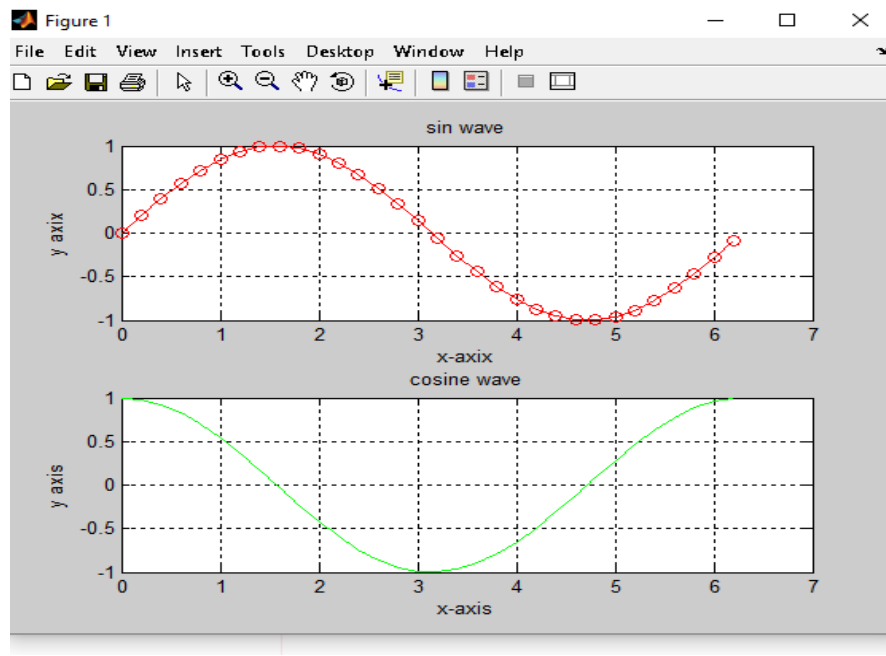 Figure 1
File Edit View Insert Tools Desktop Window Help
sin wave
1
0.5
0
-0.5
-1
y axix
0 1 2 3 4 5 6 7
x-axix
cosine wave
1
0.5
0
-0.5
-1
y axis
0 1 2 3 4 5 6 7
x-axis